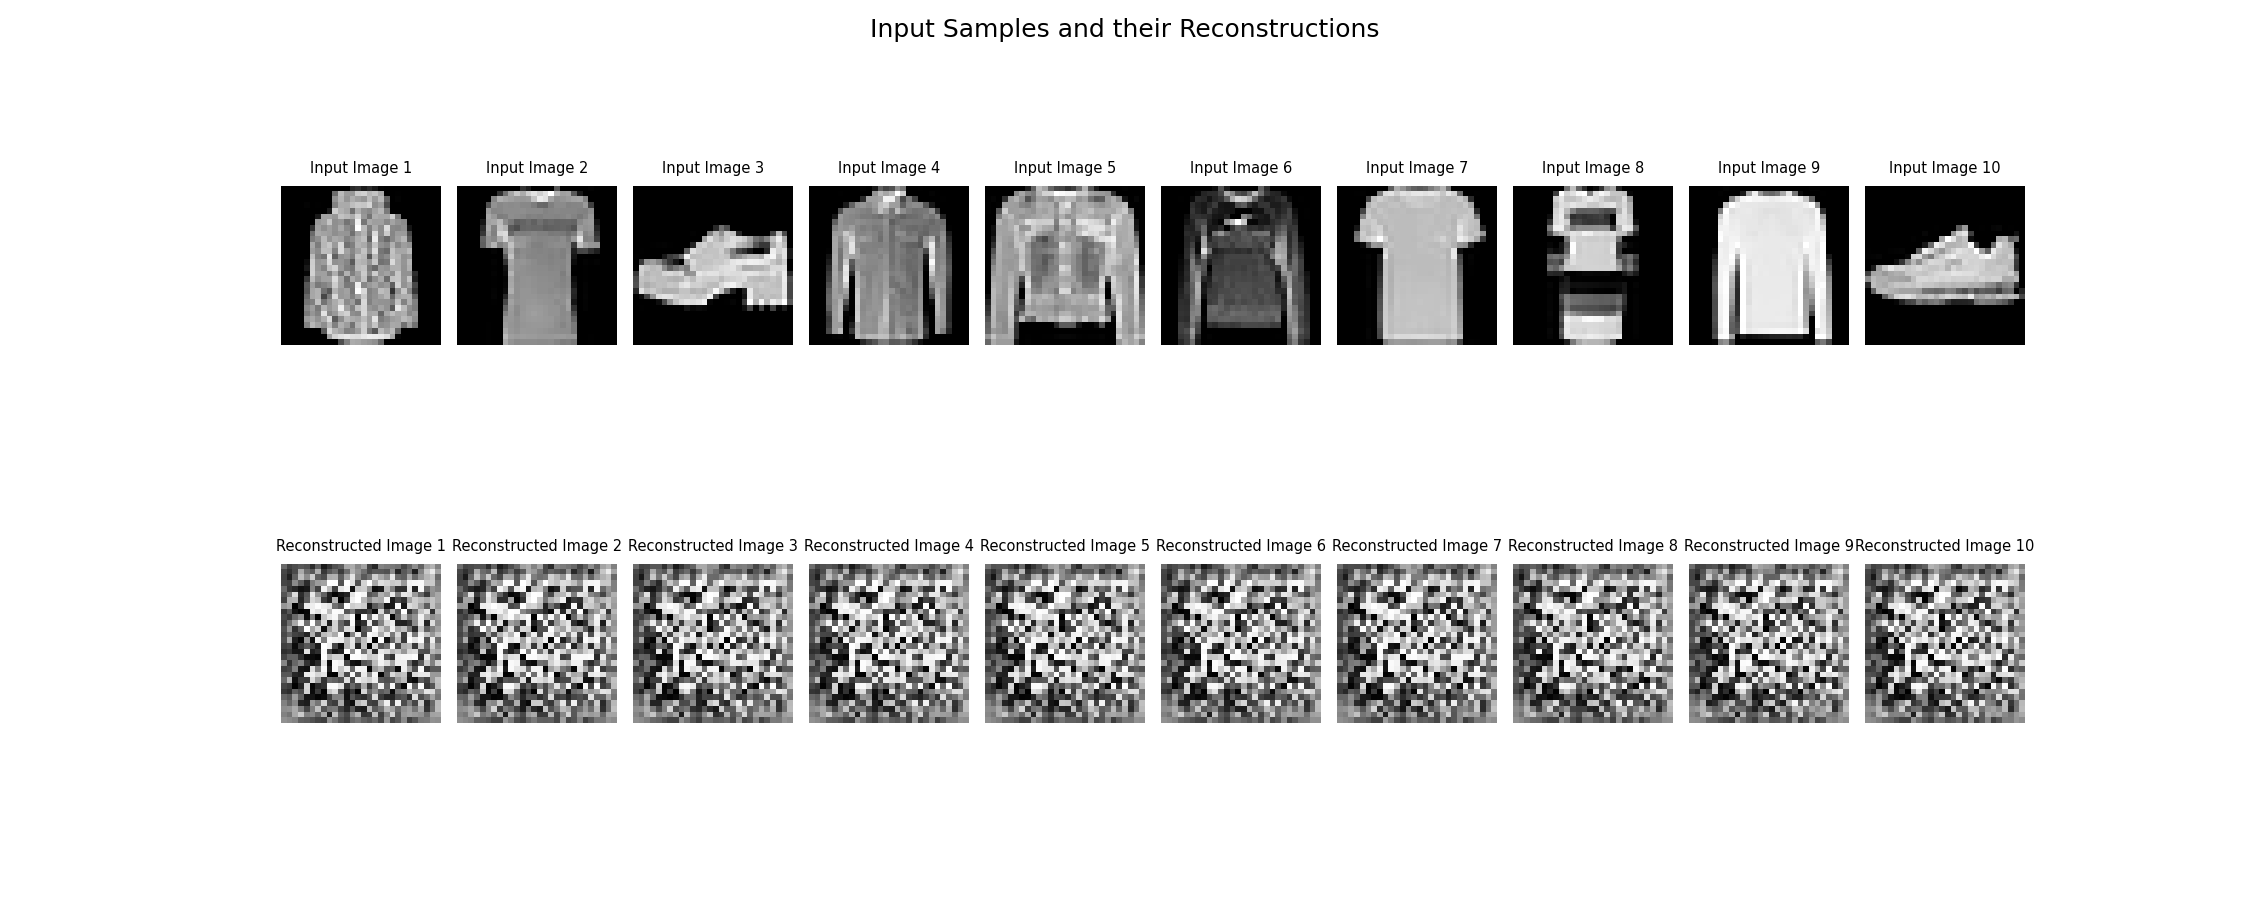 Input Samples and their Reconstructions
Input Image 1 Input Image 2 Input Image 3 Input Image 4 Input Image 5 Input Image 6 Input Image 7 Input Image 8 Input Image 9 Input Image 10
Reconstructed Image 1 Reconstructed Image 2 Reconstructed Image 3 Reconstructed Image 4 Reconstructed Image 5 Reconstructed Image 6 Reconstructed Image 7 Reconstructed Image 8 Reconstructed Image 9 Reconstructed Image 10